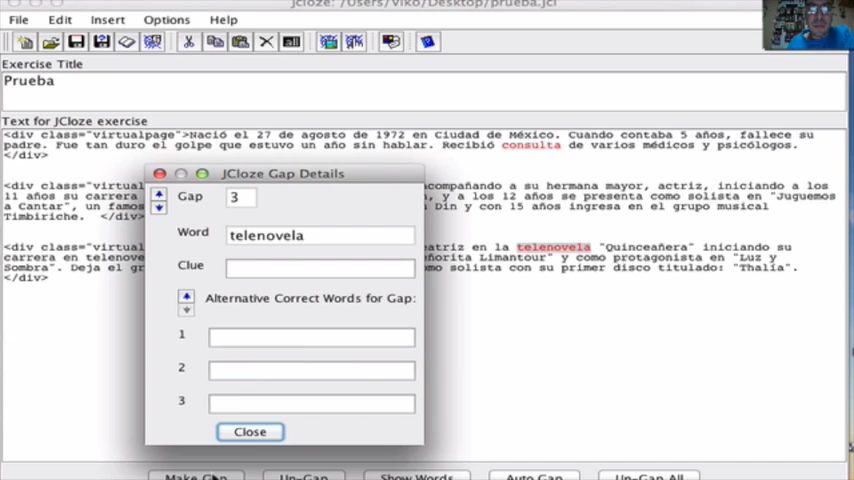 jcloze: /Users/viko/Desktop/prueba.jcl
File Edit Insert Options Help
Exercise Title
Prueba
Text for JCloze exercise
<div class="virtualpage">Nació el 27 de agosto de 1972 en Ciudad de México. Cuando contaba 5 años, fallece su
padre. Fue tan duro el golpe que estuvo un año sin hablar. Recibió consulta de varios médicos y psicólogos.
</div>
<div class="virtua
acompañando a su hermana mayor, actriz, iniciando a los
11 años su carrera
, y a los 12 años se presenta como solista en "Juguemos
a Cantar", un famos
Din y con 15 años ingresa en el grupo musical
Timbiriche. </div>
<div class="virtua
eatriz en la telenovela "Quinceañera" iniciando su
carrera en telenove
eñorita Limantour" y como protagonista en "Luz y
Sombra". Deja el gr
como solista con su primer disco titulado: "Thalía".
</div>
JCloze Gap Details
Gap 3
Word telenovela
Clue
Alternative Correct Words for Gap:
1
2
3
Close
Make Gap Un-Gap Show Words Auto Gap Un-Gap All